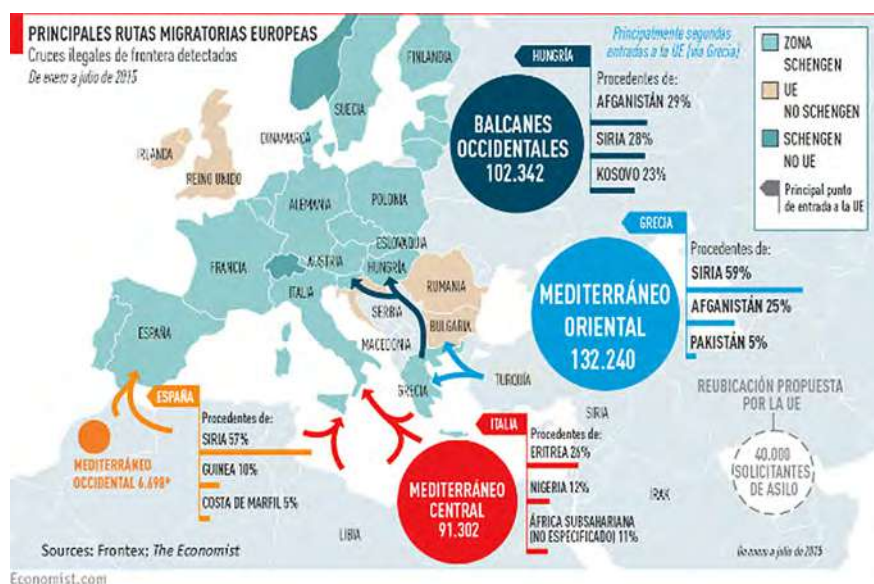 PRINCIPALES RUTAS MIGRATORIAS EUROPEAS
Cruces ilegales de frontera detectados
De enero a julio de 2015
Principalmente segundas
entradas a la UE (vía Grecia)
HUNGRÍA
Procedentes de:
AFGANISTÁN 29%
SIRIA 28%
KOSOVO 23%
BALCANES
OCCIDENTALES
102.342
ZONA
SCHENGEN
UE
NO SCHENGEN
SCHENGEN
NO UE
Principal punto
de entrada a la UE
FINLANDIA
SUECIA
DINAMARCA
IRLANDA
REINO UNIDO
ALEMANIA
POLONIA
ESLOVAQUIA
FRANCIA
AUSTRIA
HUNGRÍA
ITALIA
RUMANIA
SERBIA
BULGARIA
MACEDONIA
ESPAÑA
GRECIA
TURQUÍA
SIRIA
IRAK
LIBIA
GRECIA
Procedentes de:
SIRIA 59%
AFGANISTÁN 25%
PAKISTÁN 5%
MEDITERRÁNEO
ORIENTAL
132.240
REUBICACIÓN PROPUESTA
POR LA UE
40.000
SOLICITANTES
DE ASILO
ESPAÑA
Procedentes de:
SIRIA 57%
GUINEA 10%
COSTA DE MARFIL 5%
MEDITERRÁNEO
OCCIDENTAL 6.698*
ITALIA
Procedentes de:
ERITREA 26%
NIGERIA 12%
ÁFRICA SUBSAHARIANA
(NO ESPECIFICADO) 11%
MEDITERRÁNEO
CENTRAL
91.302
Sources: Frontex; The Economist
De enero a julio de 2015
Economist.com